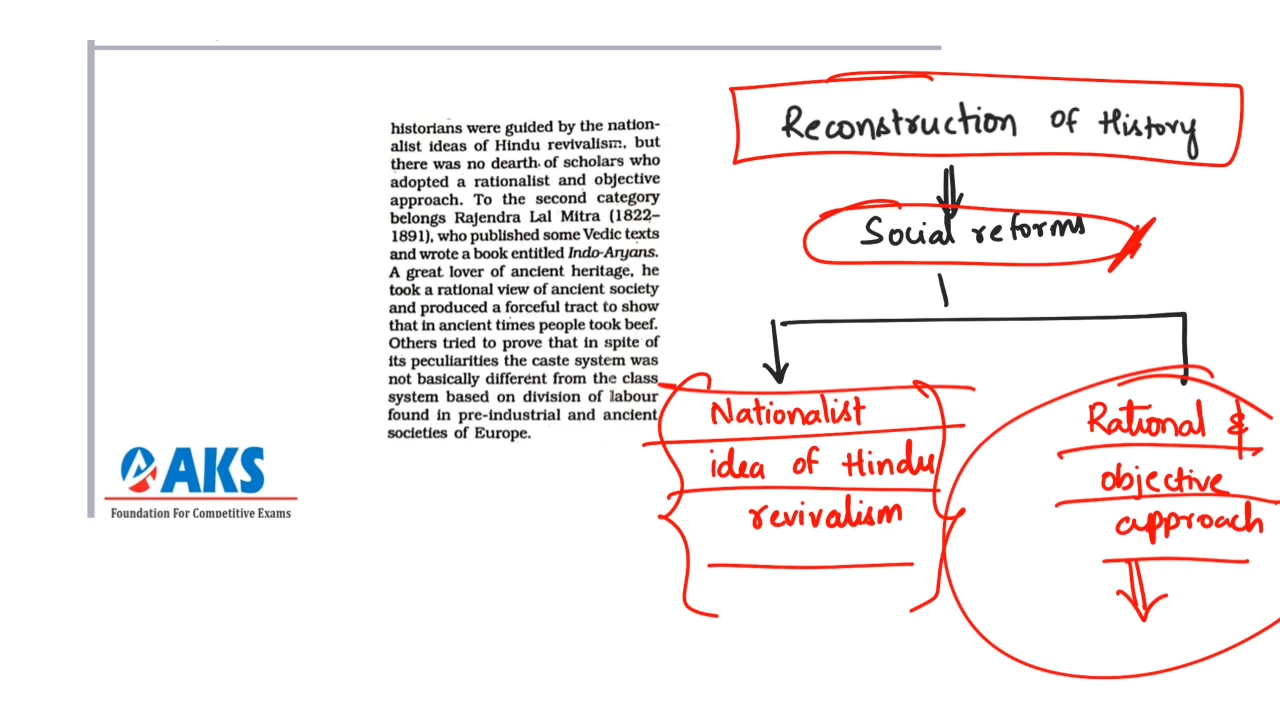 historians were guided by the nation-
alist ideas of Hindu revivalism, but
there was no dearth of scholars who
adopted a rationalist and objective
approach. To the second category
belongs Rajendra Lal Mitra (1822–
1891), who published some Vedic texts
and wrote a book entitled Indo-Aryans.
A great lover of ancient heritage, he
took a rational view of ancient society
and produced a forceful tract to show
that in ancient times people took beef.
Others tried to prove that in spite of
its peculiarities the caste system was
not basically different from the class
system based on division of labour
found in pre-industrial and ancient
societies of Europe.
AKS
Foundation For Competitive Exams
Reconstruction of History
Social reforms
Nationalist
idea of Hindu
revivalism
Rational &
objective
approach